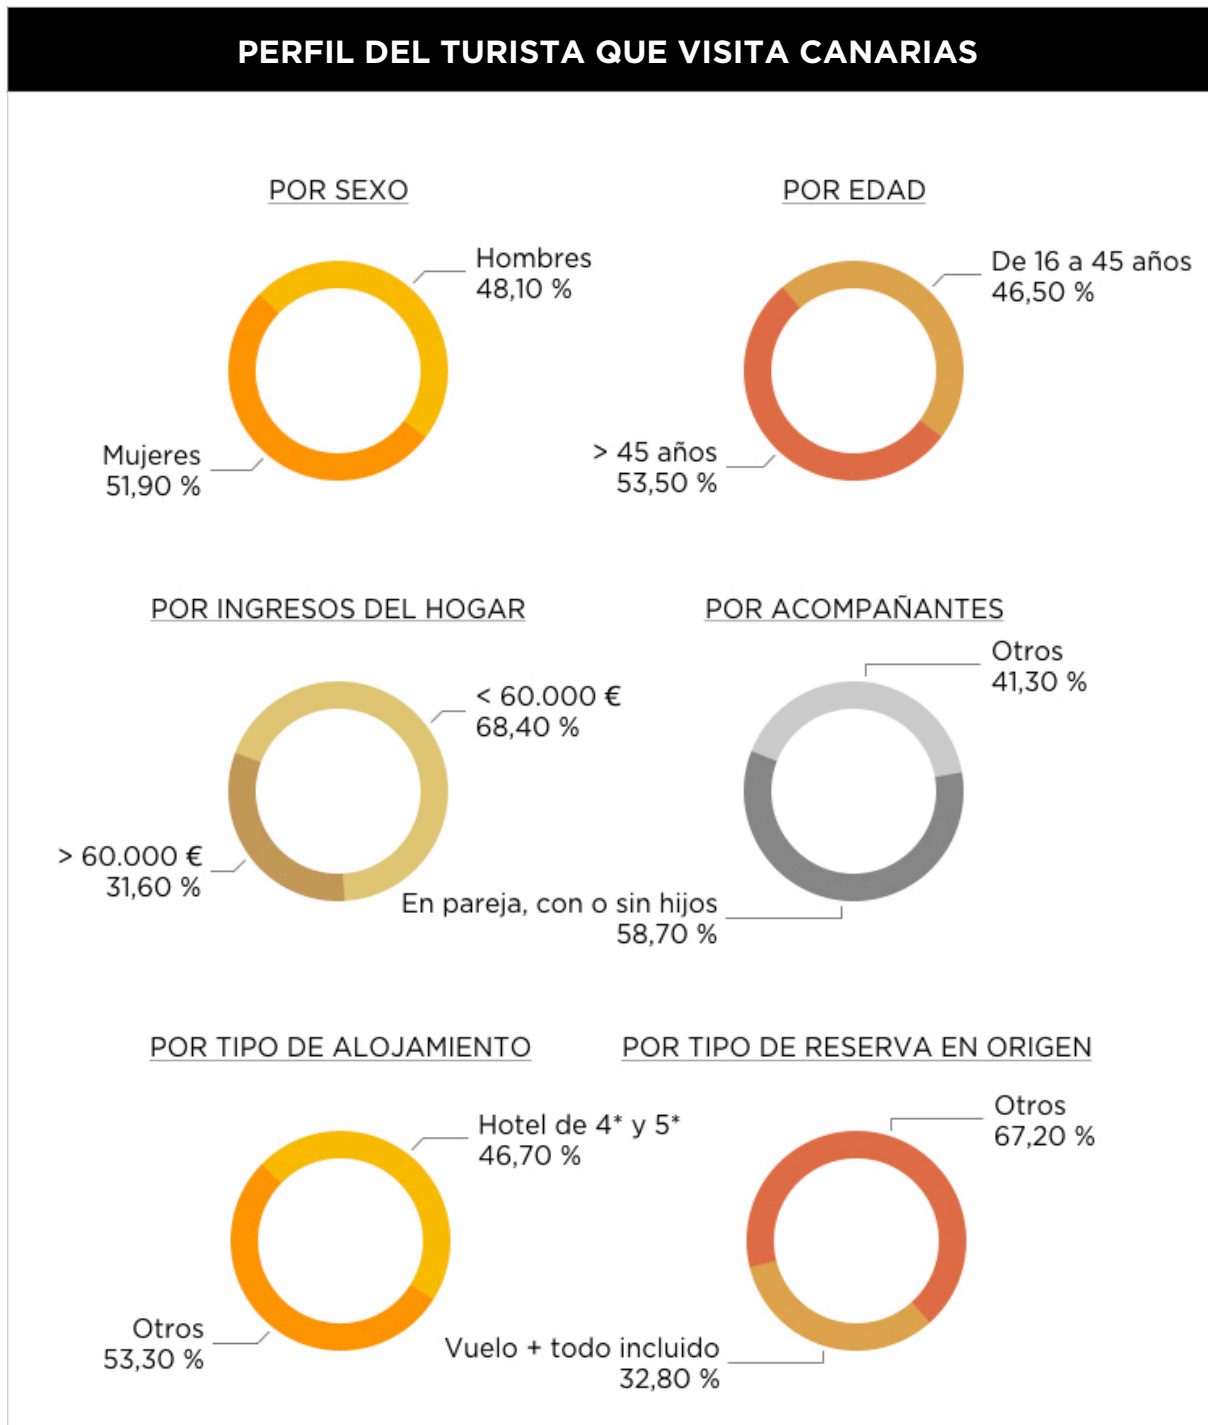 PERFIL DEL TURISTA QUE VISITA CANARIAS
POR SEXO
Hombres
48,10 %
Mujeres
51,90 %
POR EDAD
De 16 a 45 años
46,50 %
> 45 años
53,50 %
POR INGRESOS DEL HOGAR
< 60.000 €
68,40 %
> 60.000 €
31,60 %
POR ACOMPAÑANTES
Otros
41,30 %
En pareja, con o sin hijos
58,70 %
POR TIPO DE ALOJAMIENTO
Hotel de 4* y 5*
46,70 %
Otros
53,30 %
POR TIPO DE RESERVA EN ORIGEN
Otros
67,20 %
Vuelo + todo incluido
32,80 %